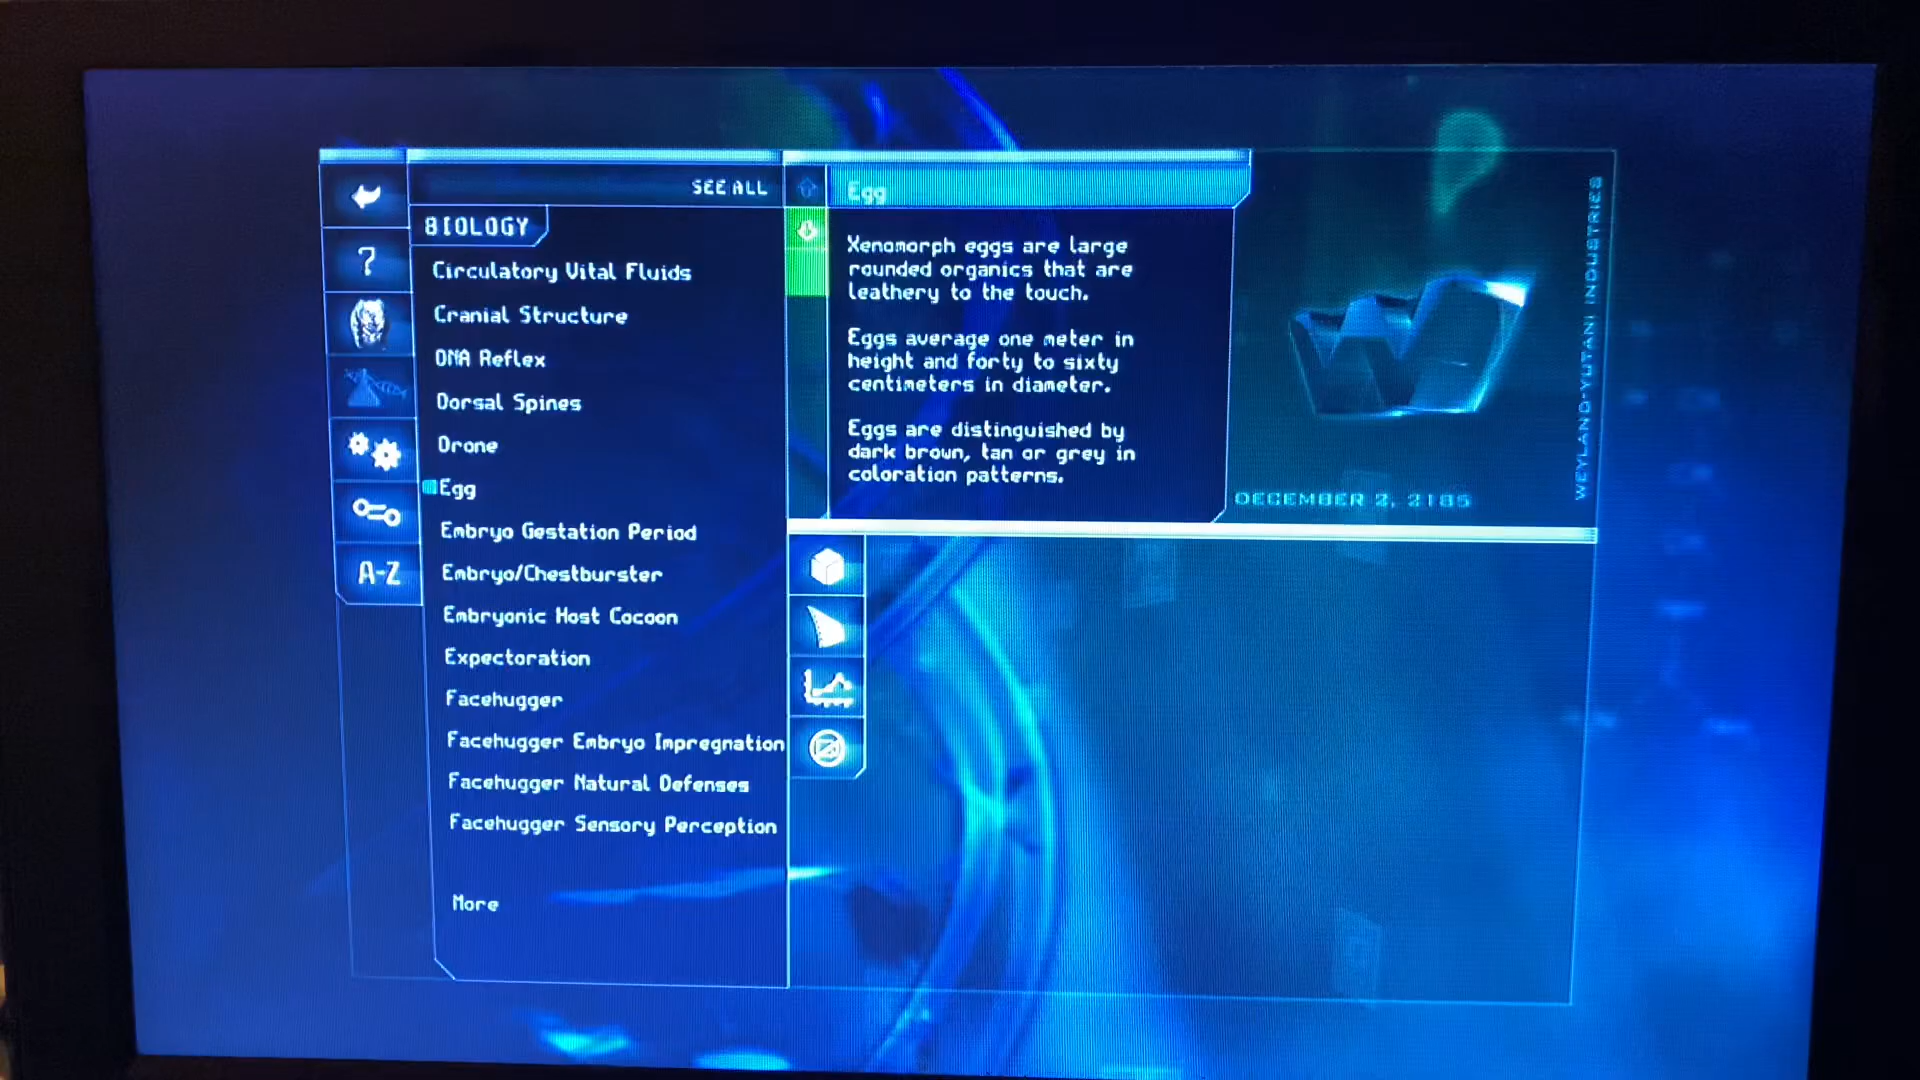 SEE ALL
BIOLOGY
?
Circulatory Vital Fluids
Cranial Structure
DNA Reflex
Dorsal Spines
Drone
Egg
Embryo Gestation Period
A-Z
Embryo/Chestburster
Embryonic Host Cocoon
Expectoration
Facehugger
Facehugger Embryo Impregnation
Facehugger Natural Defenses
Facehugger Sensory Perception
More
Egg
Xenomorph eggs are large
rounded organics that are
leathery to the touch.
Eggs average one meter in
height and forty to sixty
centimeters in diameter.
Eggs are distinguished by
dark brown, tan or grey in
coloration patterns.
DECEMBER 2, 2185
WEYLAND-YUTANI INDUSTRIES